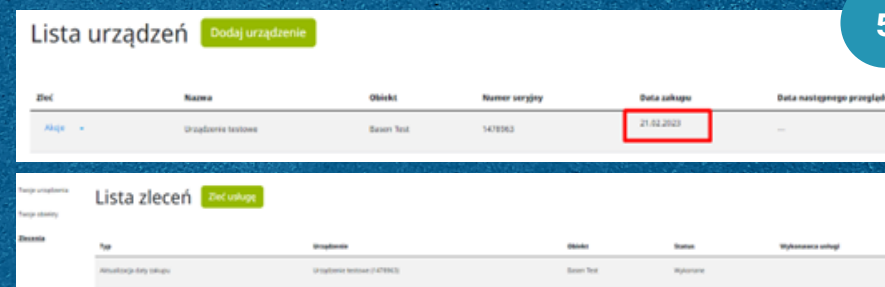 5
Lista urządzeń Dodaj urządzenie
Zleć Nazwa Obiekt Numer seryjny Data zakupu Data następnego przeglądu
Akcje Urządzenie testowe Basen Test 1478963 21.02.2023 —
Twoje urządzenia
Twoje obiekty
Zlecenia
Lista zleceń Zleć usługę
Typ Urządzenie Obiekt Status Wykonawca usługi
Aktualizacja daty zakupu Urządzenie testowe (1478963) Basen Test Wykonane